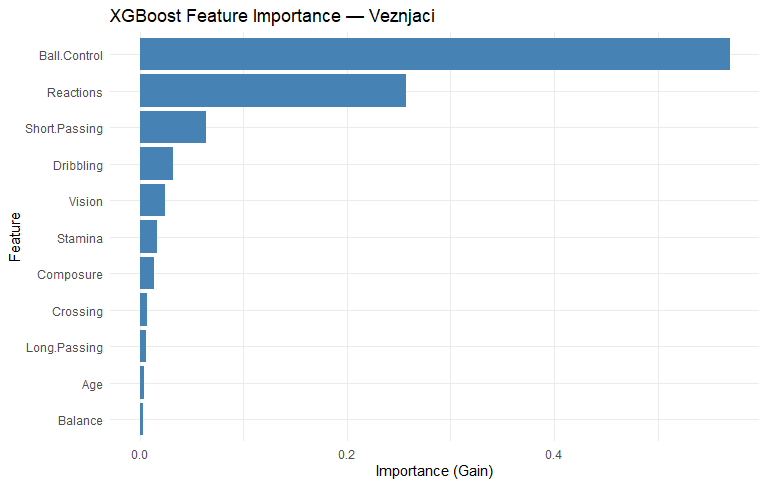 XGBoost Feature Importance — Veznjaci
Feature
Ball.Control
Reactions
Short.Passing
Dribbling
Vision
Stamina
Composure
Crossing
Long.Passing
Age
Balance
0.0 0.2 0.4
Importance (Gain)